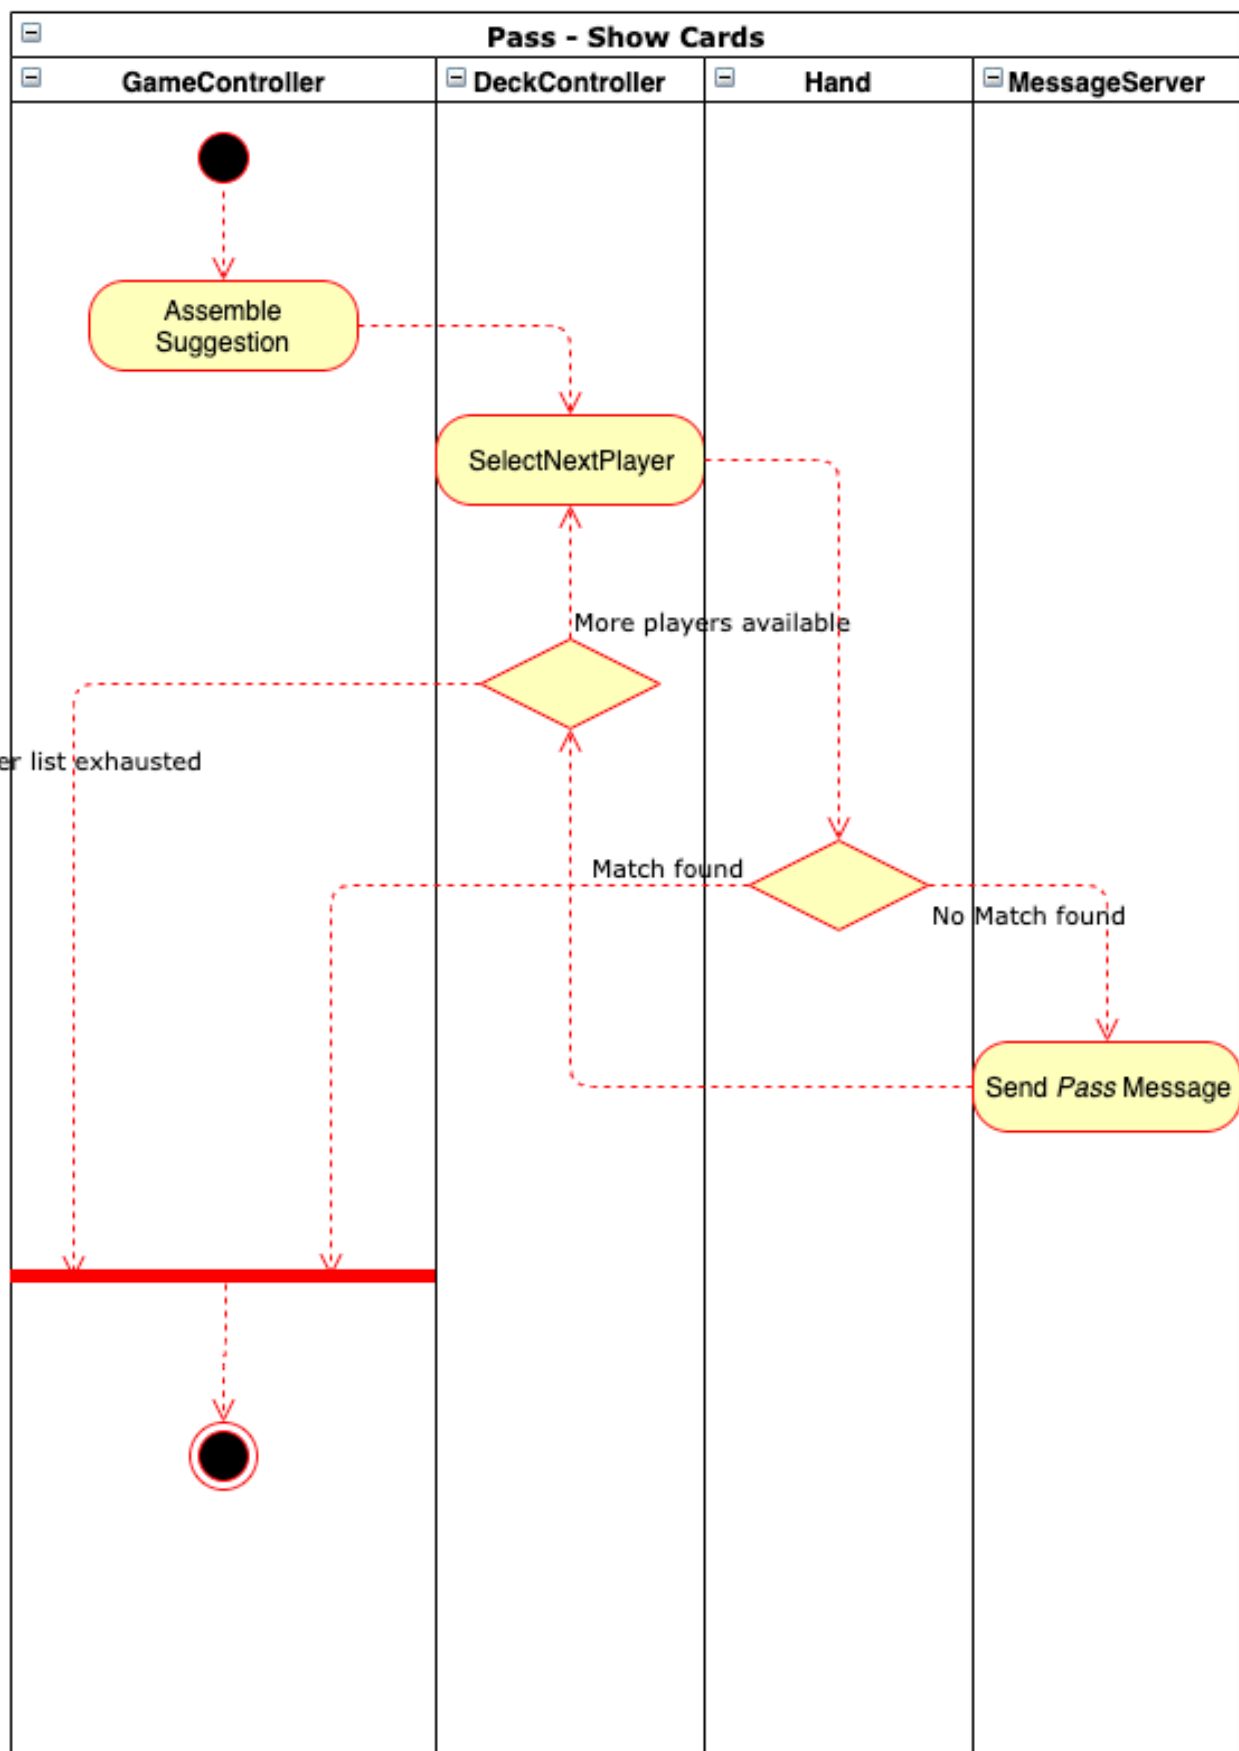 Pass - Show Cards
GameController
DeckController
Hand
MessageServer
Assemble
Suggestion
SelectNextPlayer
More players available
er list exhausted
Match found
No Match found
Send Pass Message